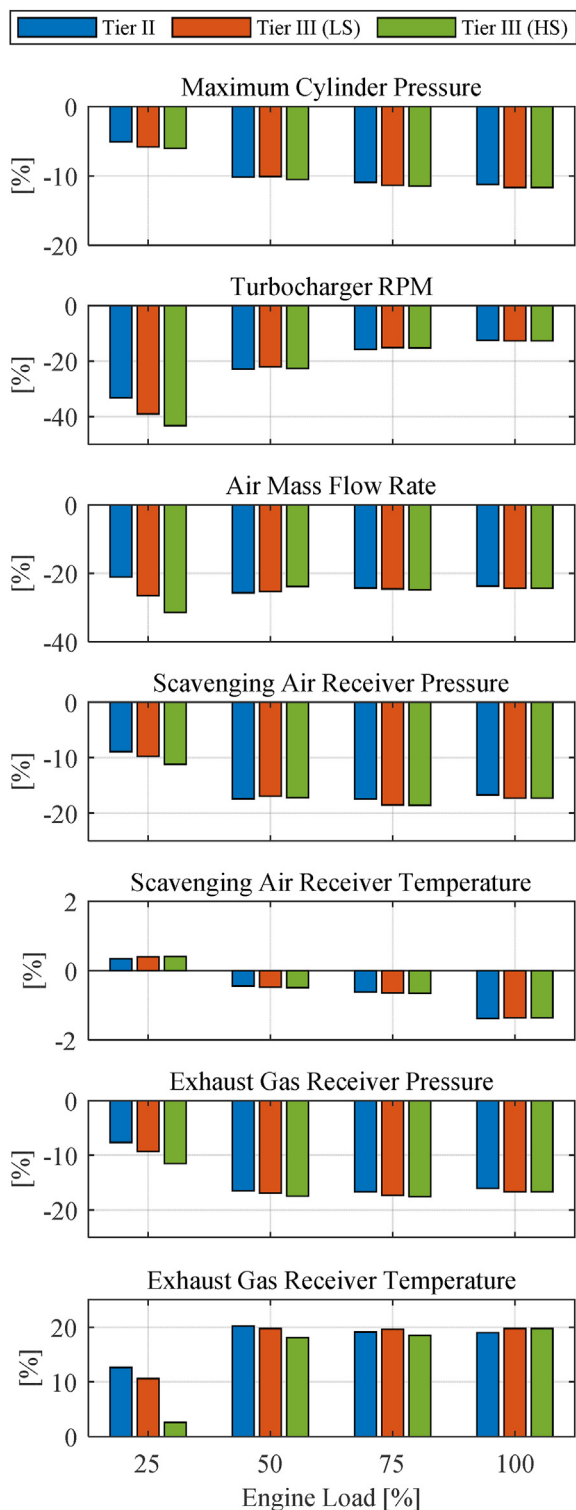 Tier II Tier III (LS) Tier III (HS)
Maximum Cylinder Pressure
0
-10
-20
[%]
Turbocharger RPM
0
-20
-40
[%]
Air Mass Flow Rate
0
-20
-40
[%]
Scavenging Air Receiver Pressure
0
-10
-20
[%]
Scavenging Air Receiver Temperature
2
0
-2
[%]
Exhaust Gas Receiver Pressure
0
-10
-20
[%]
Exhaust Gas Receiver Temperature
20
10
0
[%]
25 50 75 100
Engine Load [%]